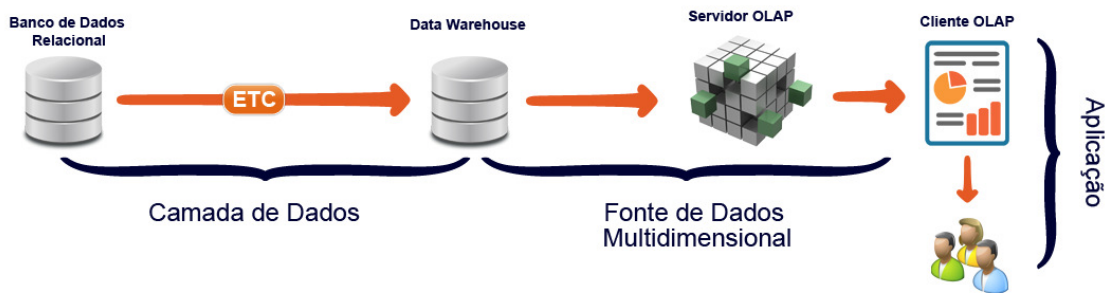 Banco de Dados
Relacional
Data Warehouse
Servidor OLAP
Cliente OLAP
ETC
Camada de Dados
Fonte de Dados
Multidimensional
Aplicação